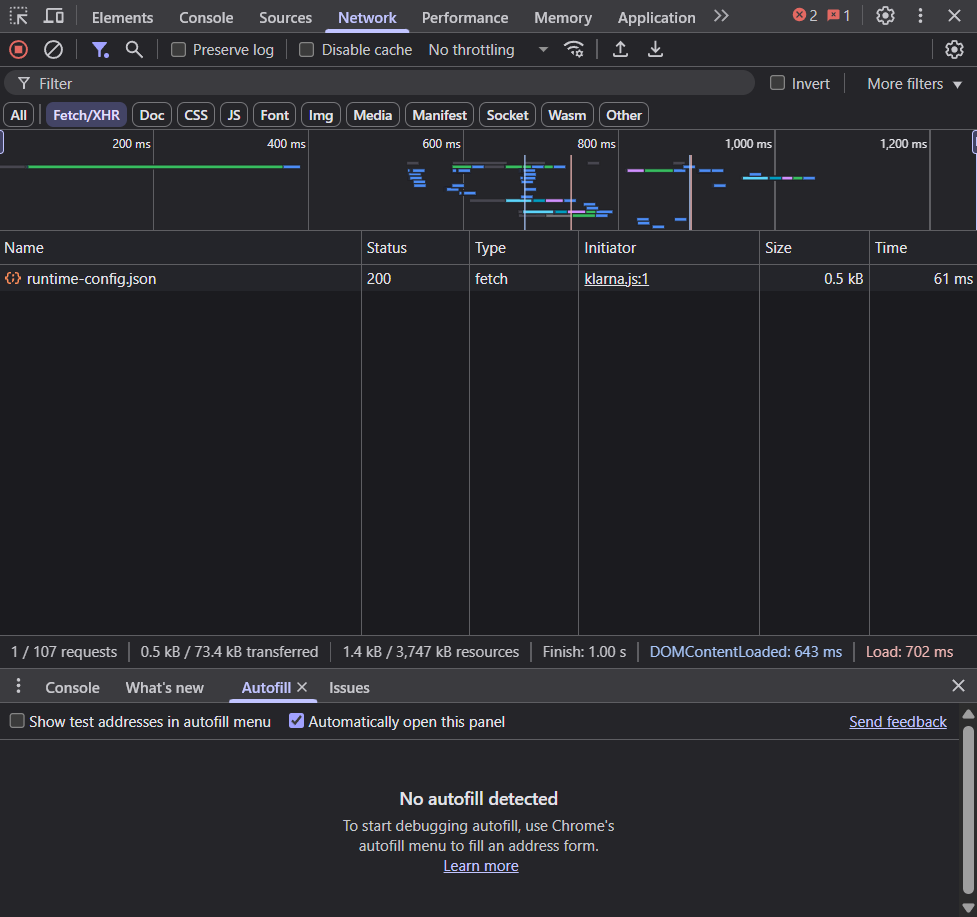 Elements Console Sources Network Performance Memory Application 2 1
Preserve log Disable cache No throttling
Filter Invert More filters
All Fetch/XHR Doc CSS JS Font Img Media Manifest Socket Wasm Other
200 ms 400 ms 600 ms 800 ms 1,000 ms 1,200 ms
Name Status Type Initiator Size Time
runtime-config.json 200 fetch klarna.js:1 0.5 kB 61 ms
1 / 107 requests 0.5 kB / 73.4 kB transferred 1.4 kB / 3,747 kB resources Finish: 1.00 s DOMContentLoaded: 643 ms Load: 702 ms
Console What's new Autofill Issues
Show test addresses in autofill menu Automatically open this panel Send feedback
No autofill detected
To start debugging autofill, use Chrome's
autofill menu to fill an address form.
Learn more